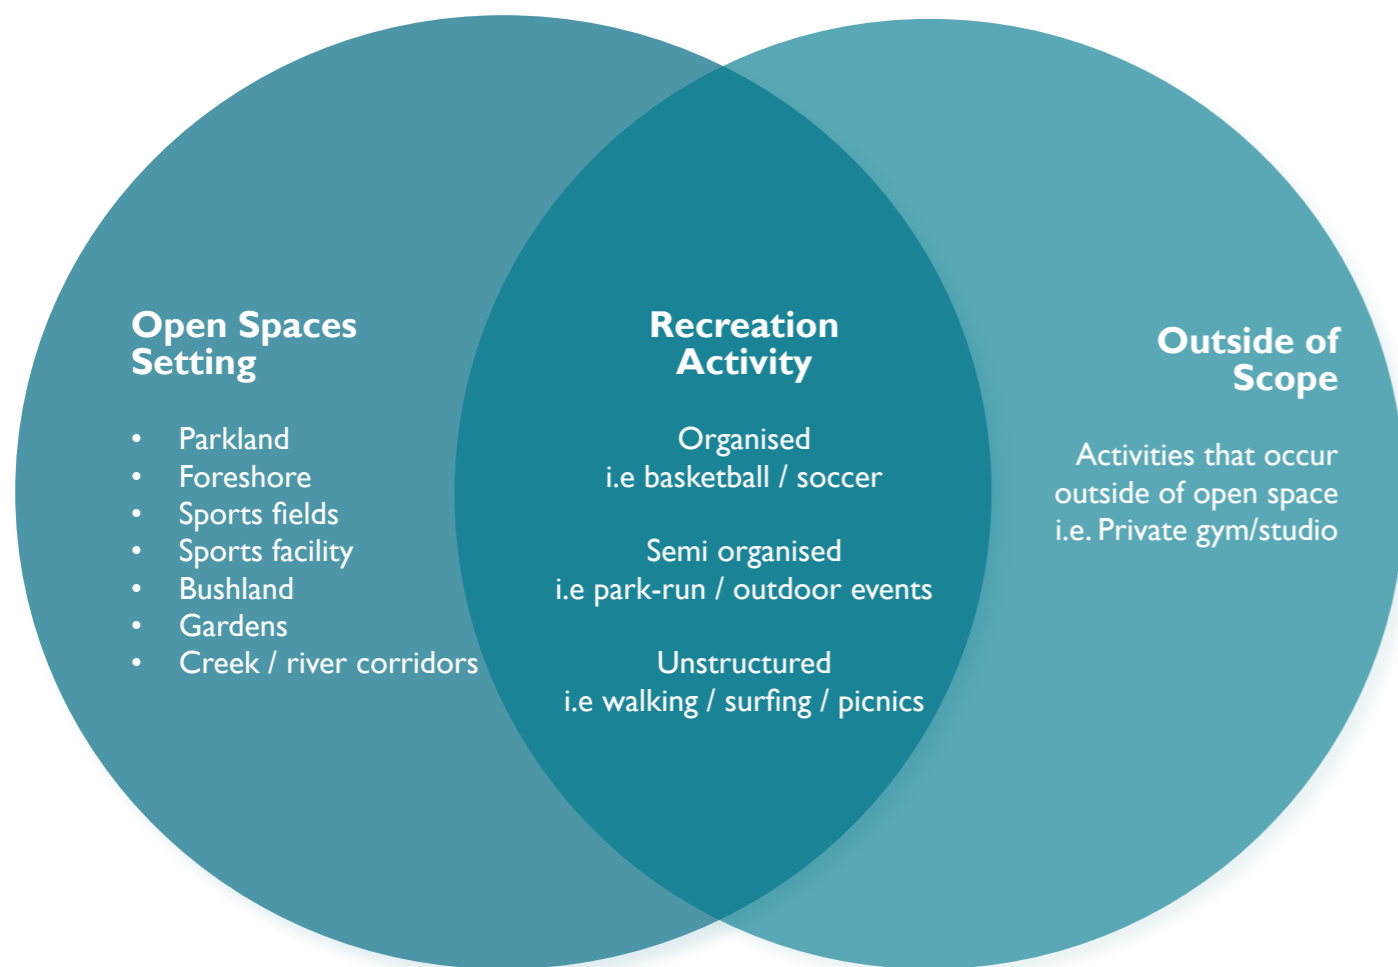 Open Spaces
Setting
• Parkland
• Foreshore
• Sports fields
• Sports facility
• Bushland
• Gardens
• Creek / river corridors
Recreation
Activity
Organised
i.e basketball / soccer
Semi organised
i.e park-run / outdoor events
Unstructured
i.e walking / surfing / picnics
Outside of
Scope
Activities that occur
outside of open space
i.e. Private gym/studio